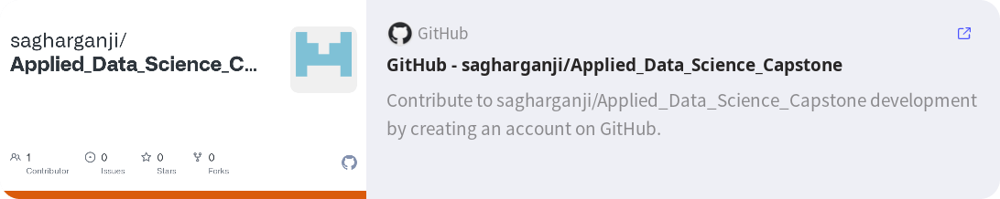 sagharganji/
Applied_Data_Science_C...
1
Contributor
0
Issues
0
Stars
0
Forks
GitHub
GitHub - sagharganji/Applied_Data_Science_Capstone
Contribute to sagharganji/Applied_Data_Science_Capstone development
by creating an account on GitHub.